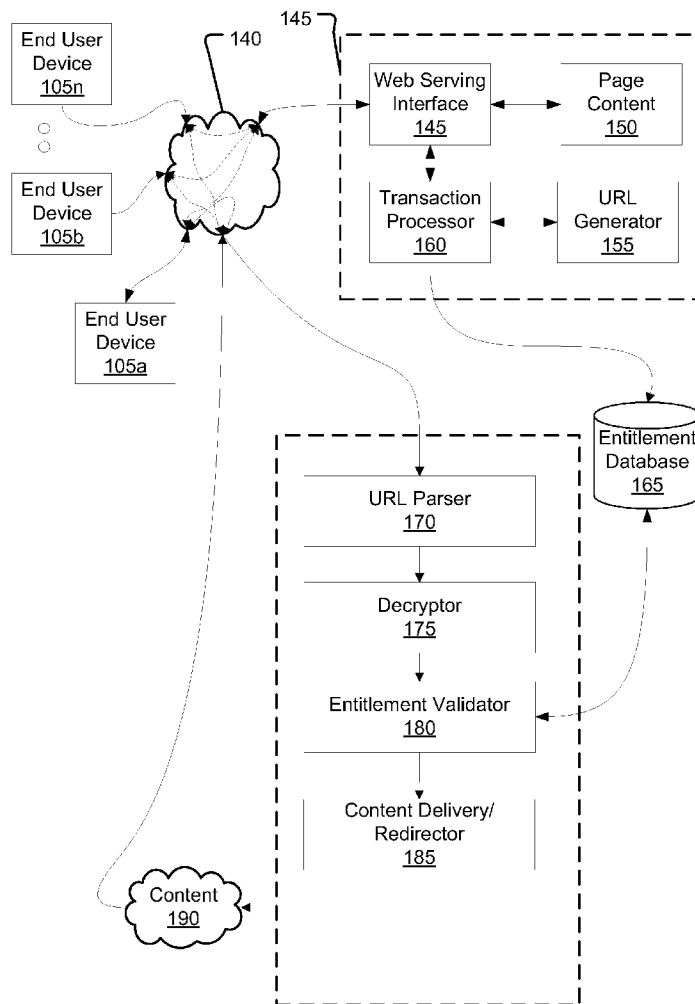 End User
Device
105n
140
145
Web Serving
Interface
145
Page
Content
150
End User
Device
105b
Transaction
Processor
160
URL
Generator
155
End User
Device
105a
Entitlement
Database
165
URL Parser
170
Decryptor
175
Entitlement Validator
180
Content Delivery/
Redirector
185
Content
190